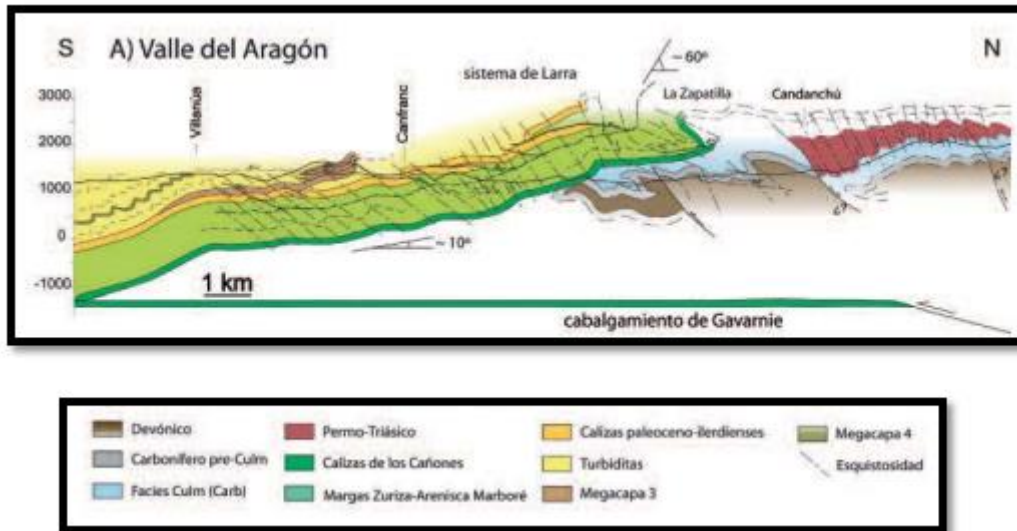 S A) Valle del Aragón N
~60º
sistema de Larra
La Zapatilla
Candanchú
Villanúa
Canfranc
3000
2000
1000
0
-1000
~10º
1 km
cabalgamiento de Gavarnie
Devónico
Permo-Triásico
Calizas paleoceno-ilerdienses
Megacapa 4
Carbonífero pre-Culm
Calizas de los Cañones
Turbiditas
Esquistosidad
Facies Culm (Carb)
Margas Zuriza-Arenisca Marboré
Megacapa 3